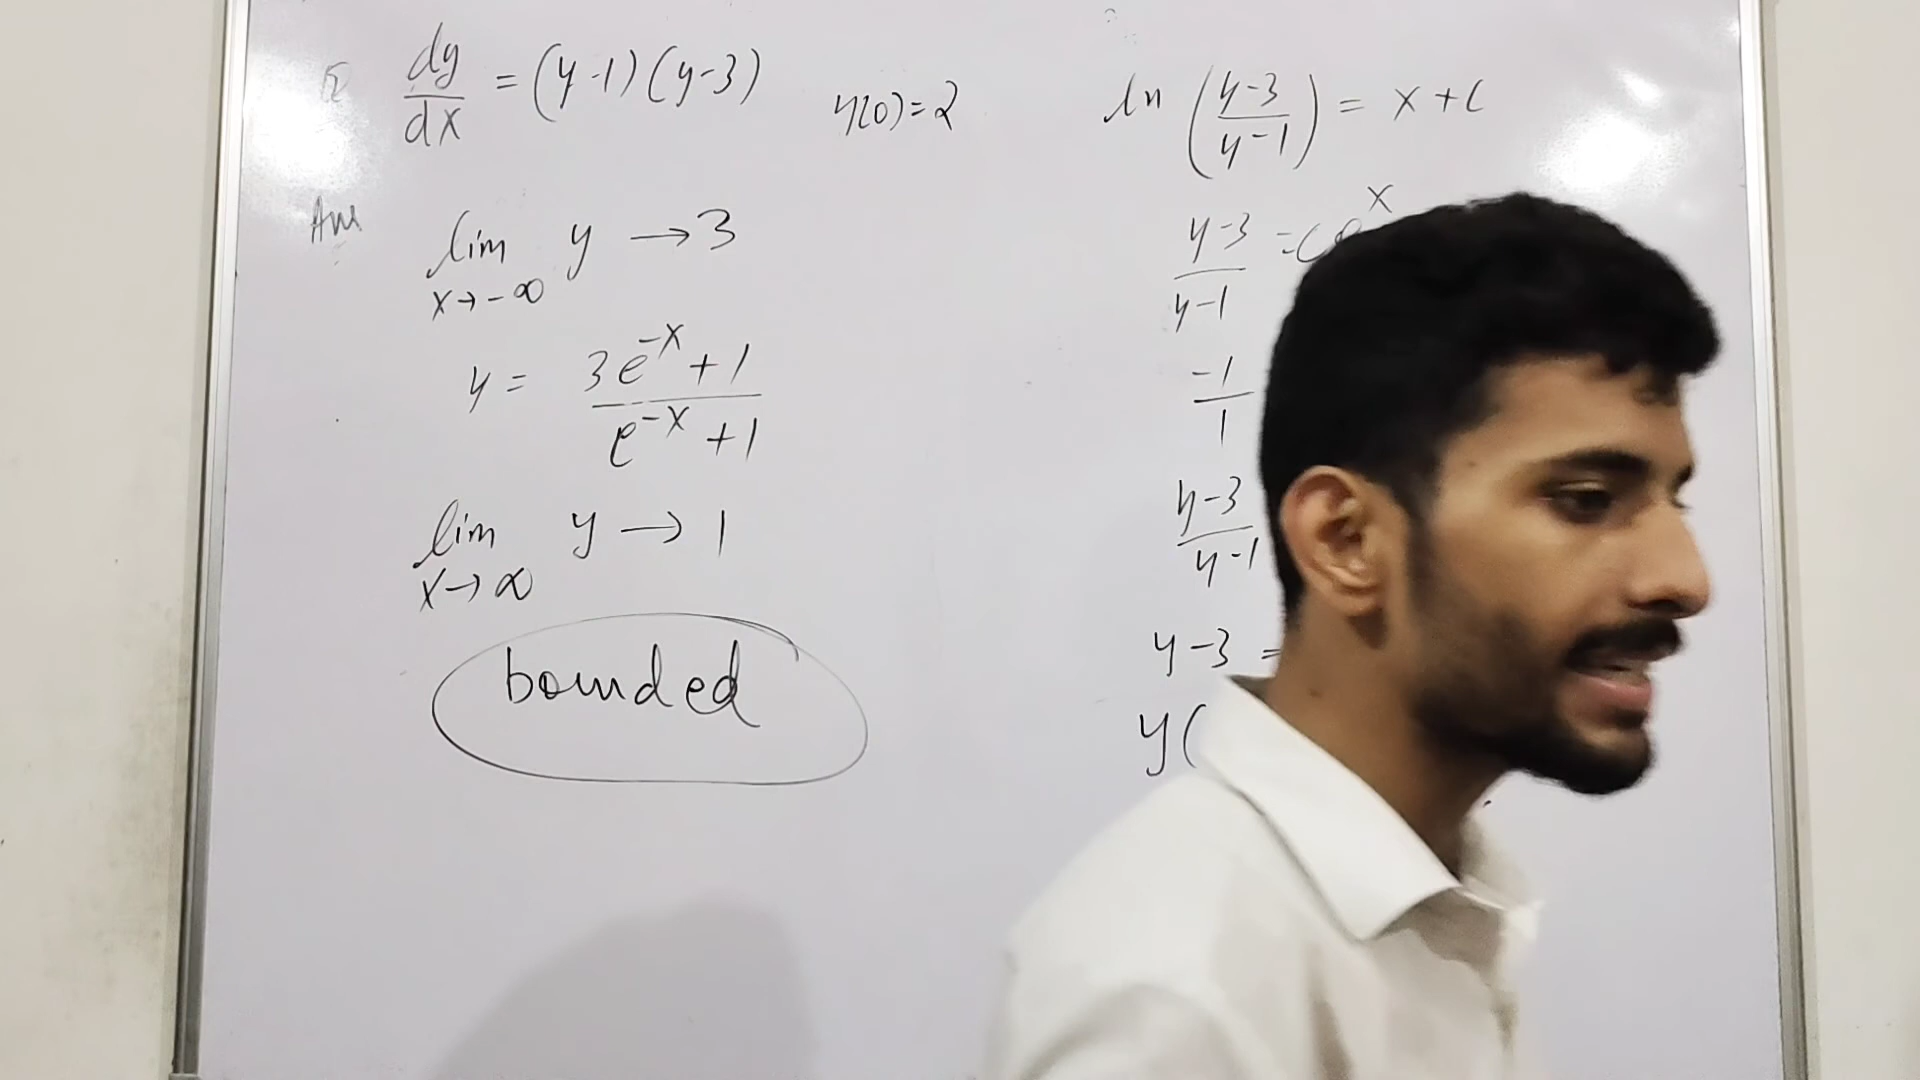 dy/dx = (y-1)(y-3) y(0)=2
Ans
lim x→-∞ y → 3
y = (3e^-x + 1)/(e^-x + 1)
lim x→∞ y → 1
bounded
ln ((y-3)/(y-1)) = x + C
(y-3)/(y-1) = Ce^x
-1/1
(y-3)/(y-1)
y-3 =
y(